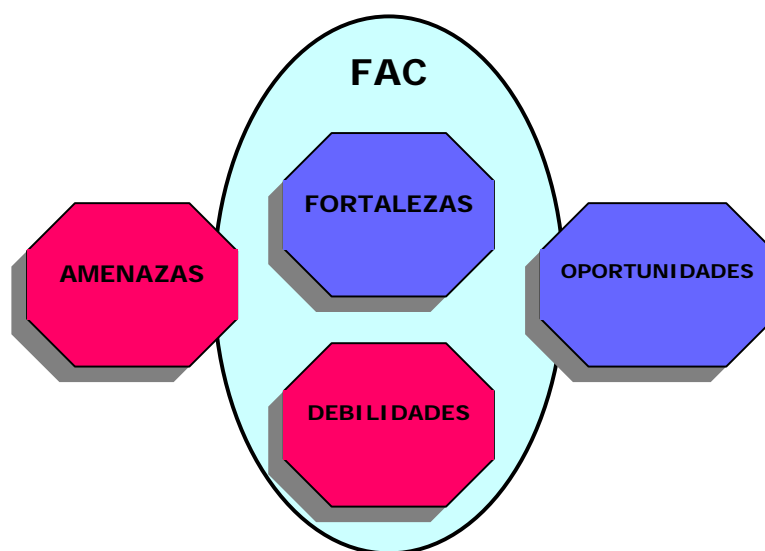 FAC
FORTALEZAS
AMENAZAS
OPORTUNIDADES
DEBILIDADES